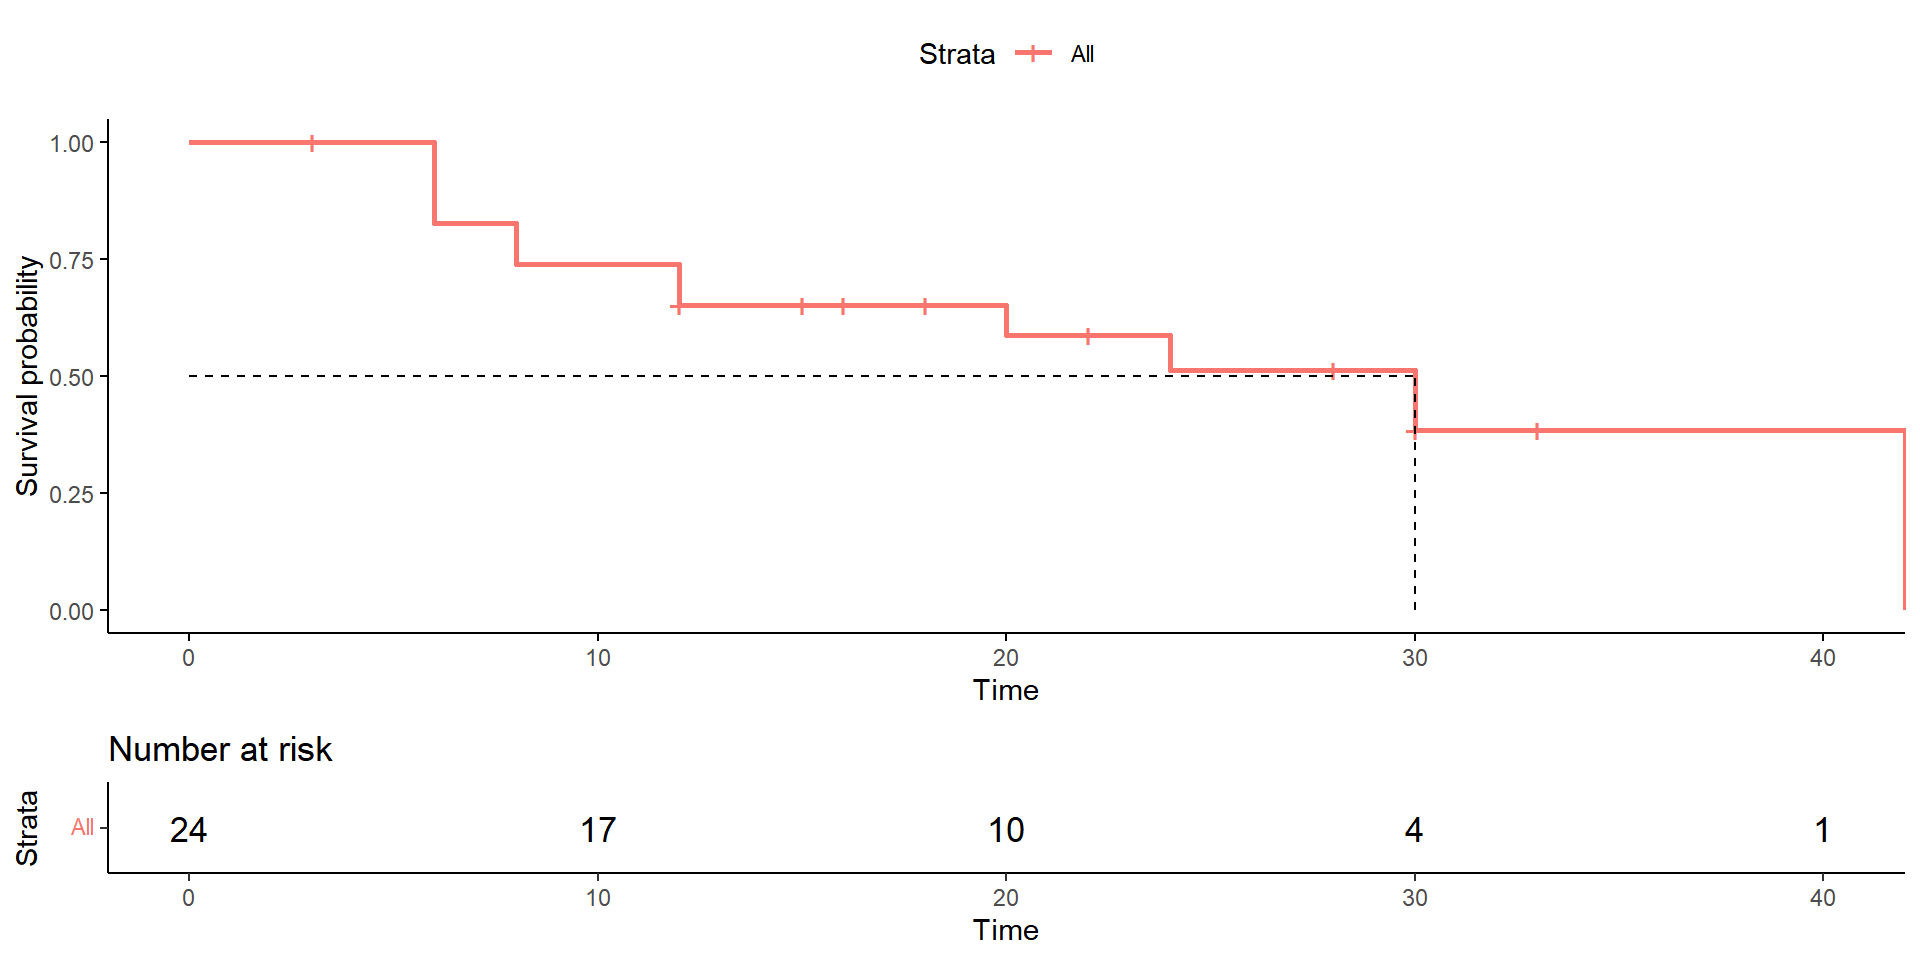 Strata All
Survival probability
1.00
0.75
0.50
0.25
0.00
0 10 20 30 40
Time
Number at risk
Strata
All 24 17 10 4 1
0 10 20 30 40
Time